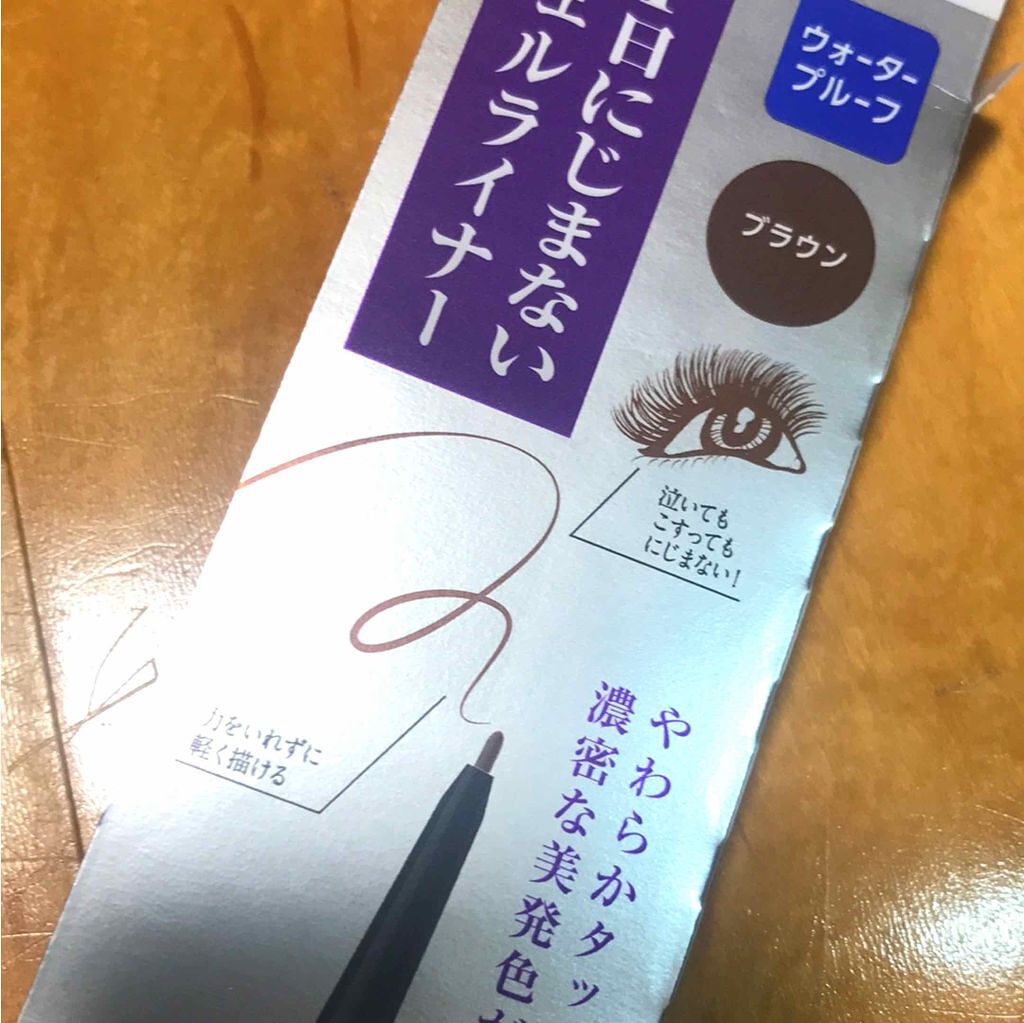 日にじまない
ェルライナー
ウォーター
プルーフ
ブラウン
泣いても
こすっても
にじまない!
力をいれずに
軽く描ける
やわらかタッ
濃密な美発色が